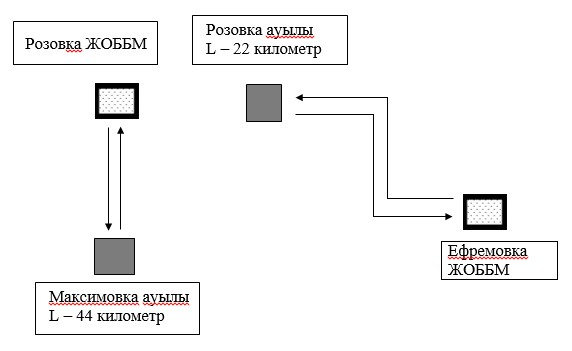 Розовка ЖОББМ
Розовка ауылы
L – 22 километр
Ефремовка
ЖОББМ
Максимовка ауылы
L – 44 километр